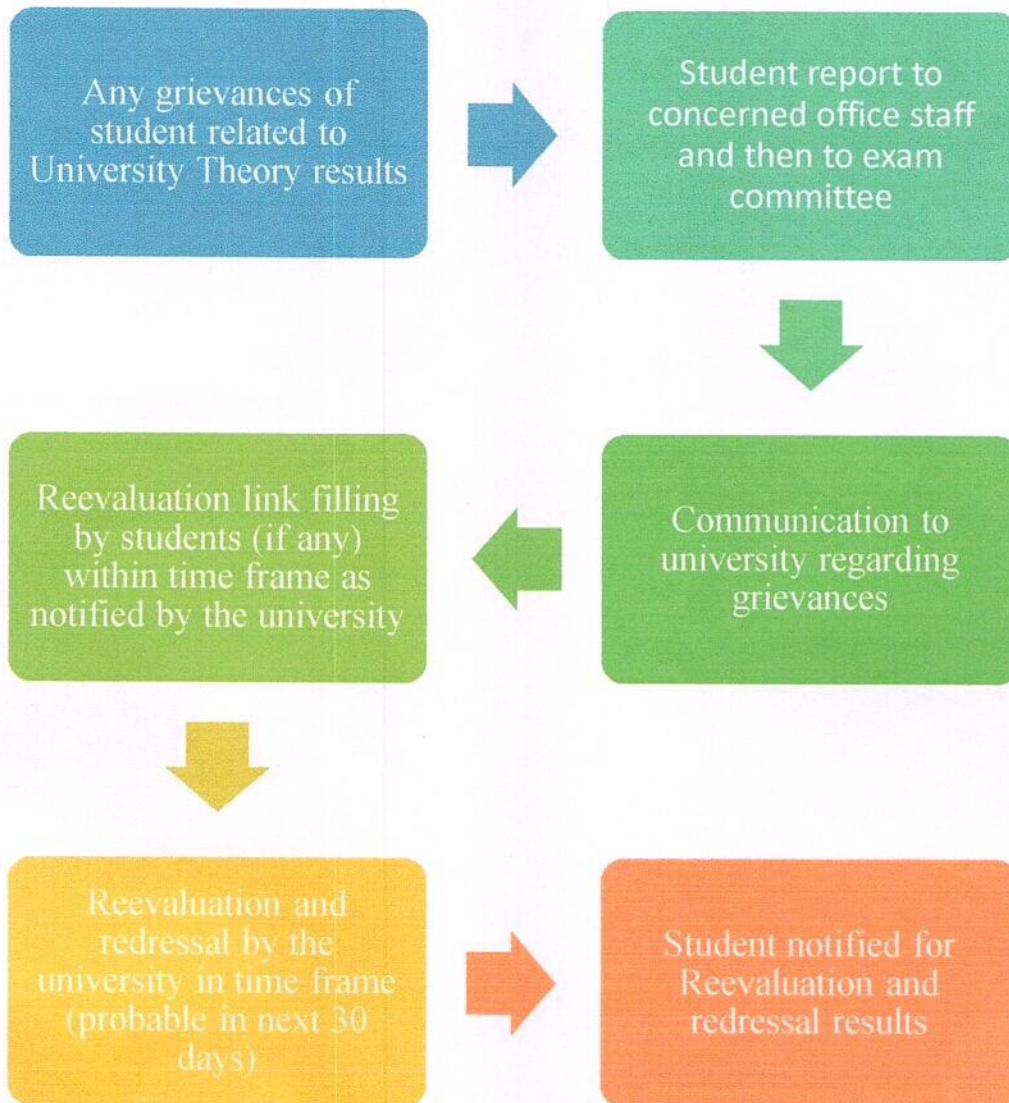 Any grievances of
student related to
University Theory results
Student report to
concerned office staff
and then to exam
committee
Communication to
university regarding
grievances
Reevaluation link filling
by students (if any)
within time frame as
notified by the university
Reevaluation and
redressal by the
university in time frame
(probable in next 30
days)
Student notified for
Reevaluation and
redressal results